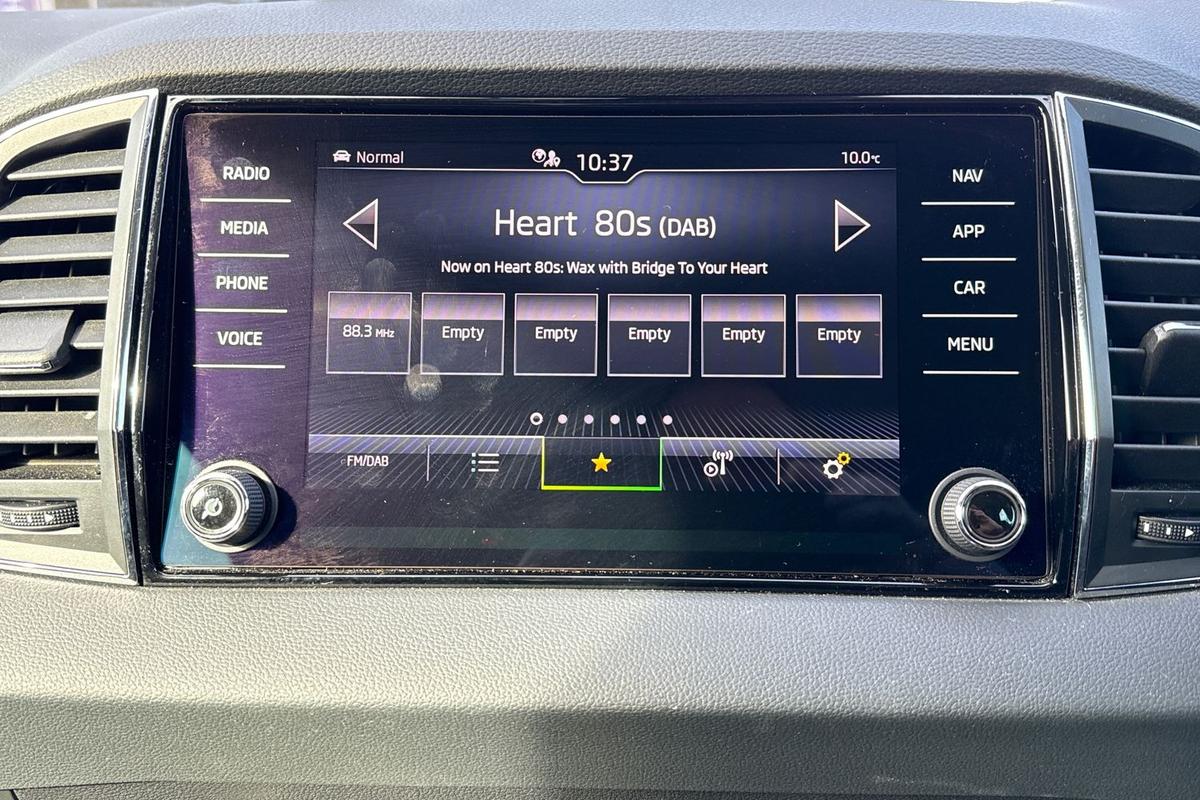 RADIO
MEDIA
PHONE
VOICE
Normal
10:37
10.0°C
Heart 80s (DAB)
Now on Heart 80s: Wax with Bridge To Your Heart
88.3 MHz
Empty
Empty
Empty
Empty
Empty
FM/DAB
NAV
APP
CAR
MENU